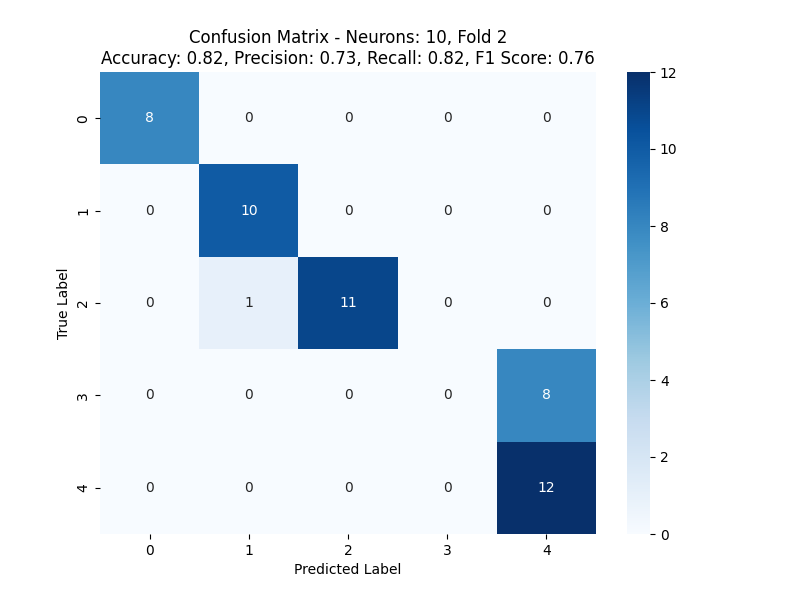 Confusion Matrix - Neurons: 10, Fold 2
Accuracy: 0.82, Precision: 0.73, Recall: 0.82, F1 Score: 0.76
True Label
0 8 0 0 0 0
1 0 10 0 0 0
2 0 1 11 0 0
3 0 0 0 0 8
4 0 0 0 0 12
0 1 2 3 4
Predicted Label
12
10
8
6
4
2
0